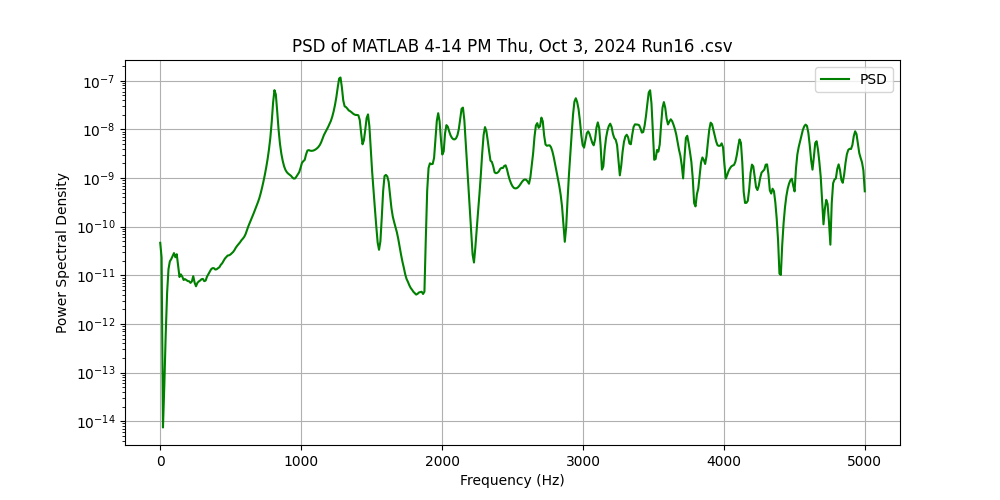 PSD of MATLAB 4-14 PM Thu, Oct 3, 2024 Run16 .csv
PSD
Power Spectral Density
10⁻⁷
10⁻⁸
10⁻⁹
10⁻¹⁰
10⁻¹¹
10⁻¹²
10⁻¹³
10⁻¹⁴
0 1000 2000 3000 4000 5000
Frequency (Hz)